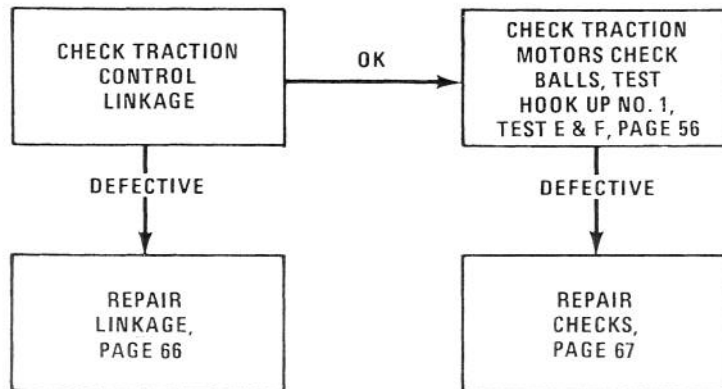 CHECK TRACTION
CONTROL
LINKAGE
OK
CHECK TRACTION
MOTORS CHECK
BALLS, TEST
HOOK UP NO. 1,
TEST E & F, PAGE 56
DEFECTIVE
DEFECTIVE
REPAIR
LINKAGE,
PAGE 66
REPAIR
CHECKS,
PAGE 67